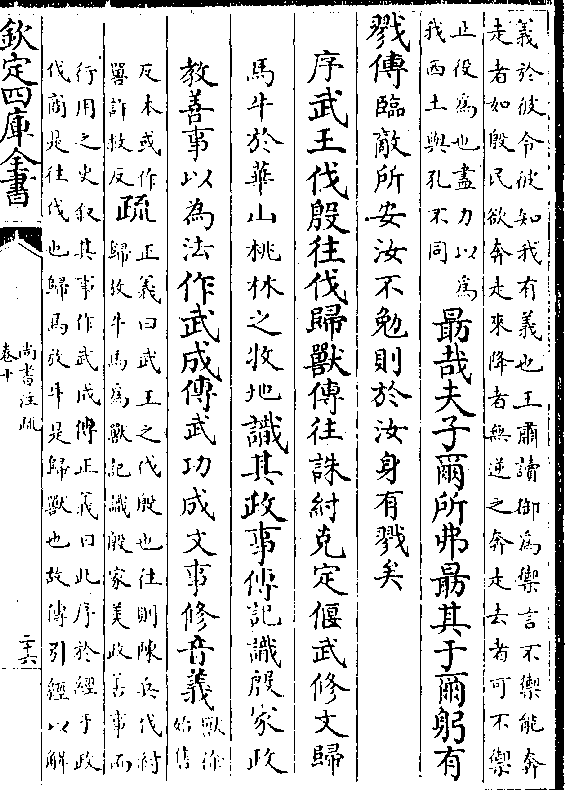 義於彼令彼知我有義也王肅讀御為禦言不禦能奔
走者如殷民欲奔走來降者無逆之奔走去者可不禦
止役為也盡力以為
我西土與孔不同
勗哉夫子爾所弗勗其于爾躬有
戮傳臨敵所安汝不勉則於汝身有戮矣
序武王伐殷往伐歸獸傳往誅紂克定偃武修文歸
馬牛於華山桃林之牧地識其政事傳記識殷家政
教善事以為法作武成傳武功成文事修音義
獸作
始售
反本或作
嘼許救反
疏
正義曰武王之伐殷也往則陳兵伐紂
歸放牛馬為獸記識殷家美政善事而
行用之史叙其事作武成傳正義曰此序於經于政
伐商是往伐也歸馬放牛是歸獸也故傳引經以解
欽定四庫全書
尚書注疏
卷十
二十六